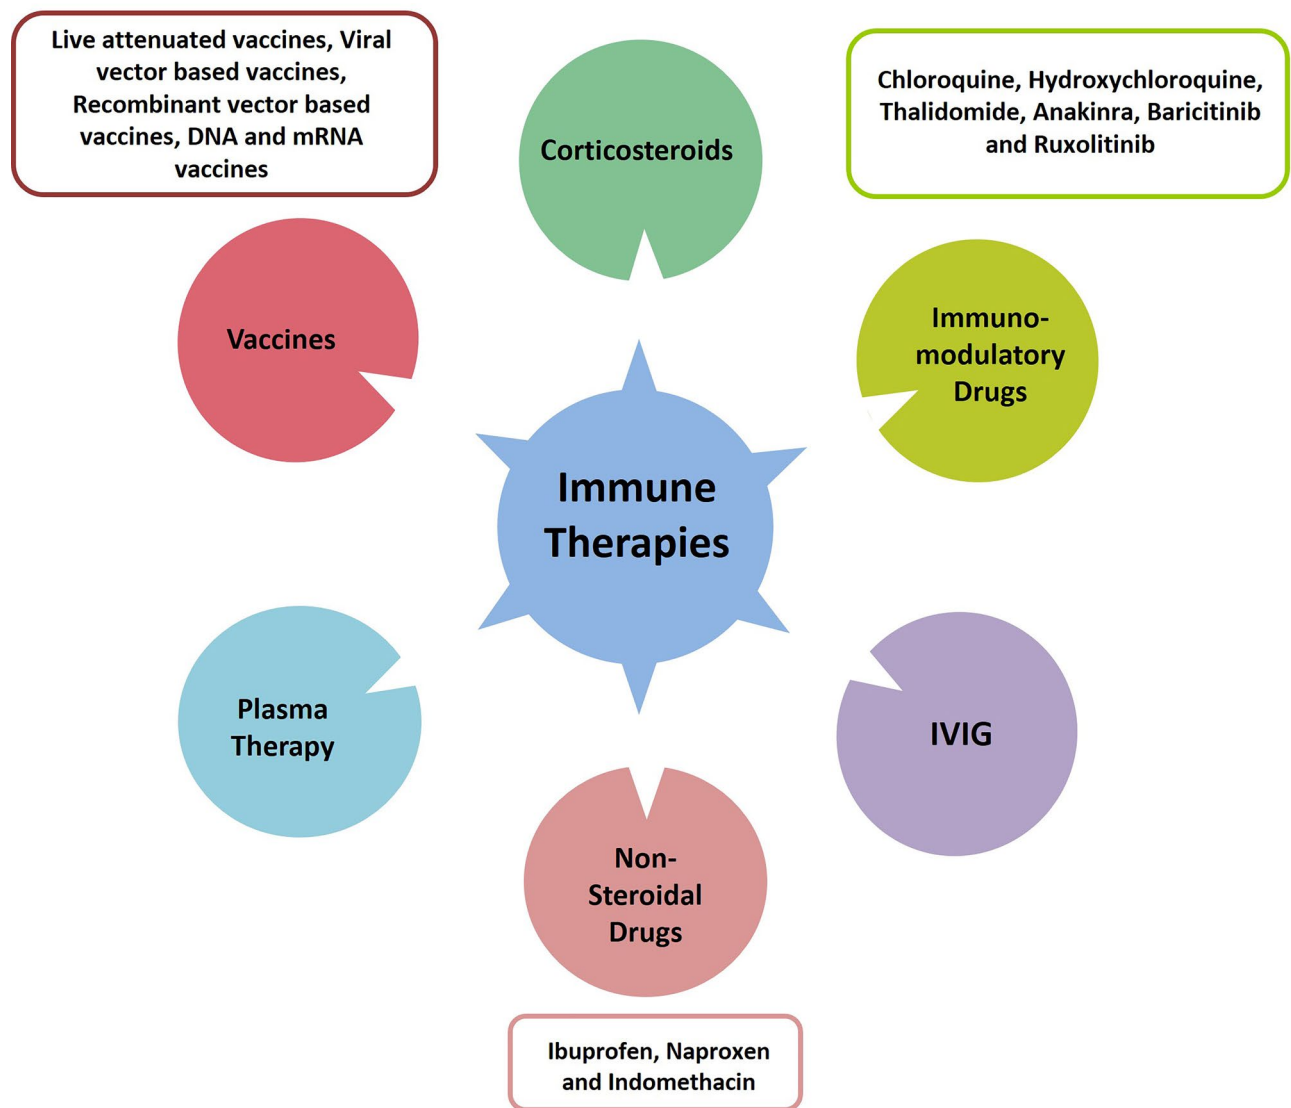 Live attenuated vaccines, Viral
vector based vaccines,
Recombinant vector based
vaccines, DNA and mRNA
vaccines
Corticosteroids
Chloroquine, Hydroxychloroquine,
Thalidomide, Anakinra, Baricitinib
and Ruxolitinib
Vaccines
Immuno-
modulatory
Drugs
Immune
Therapies
Plasma
Therapy
IVIG
Non-
Steroidal
Drugs
Ibuprofen, Naproxen
and Indomethacin